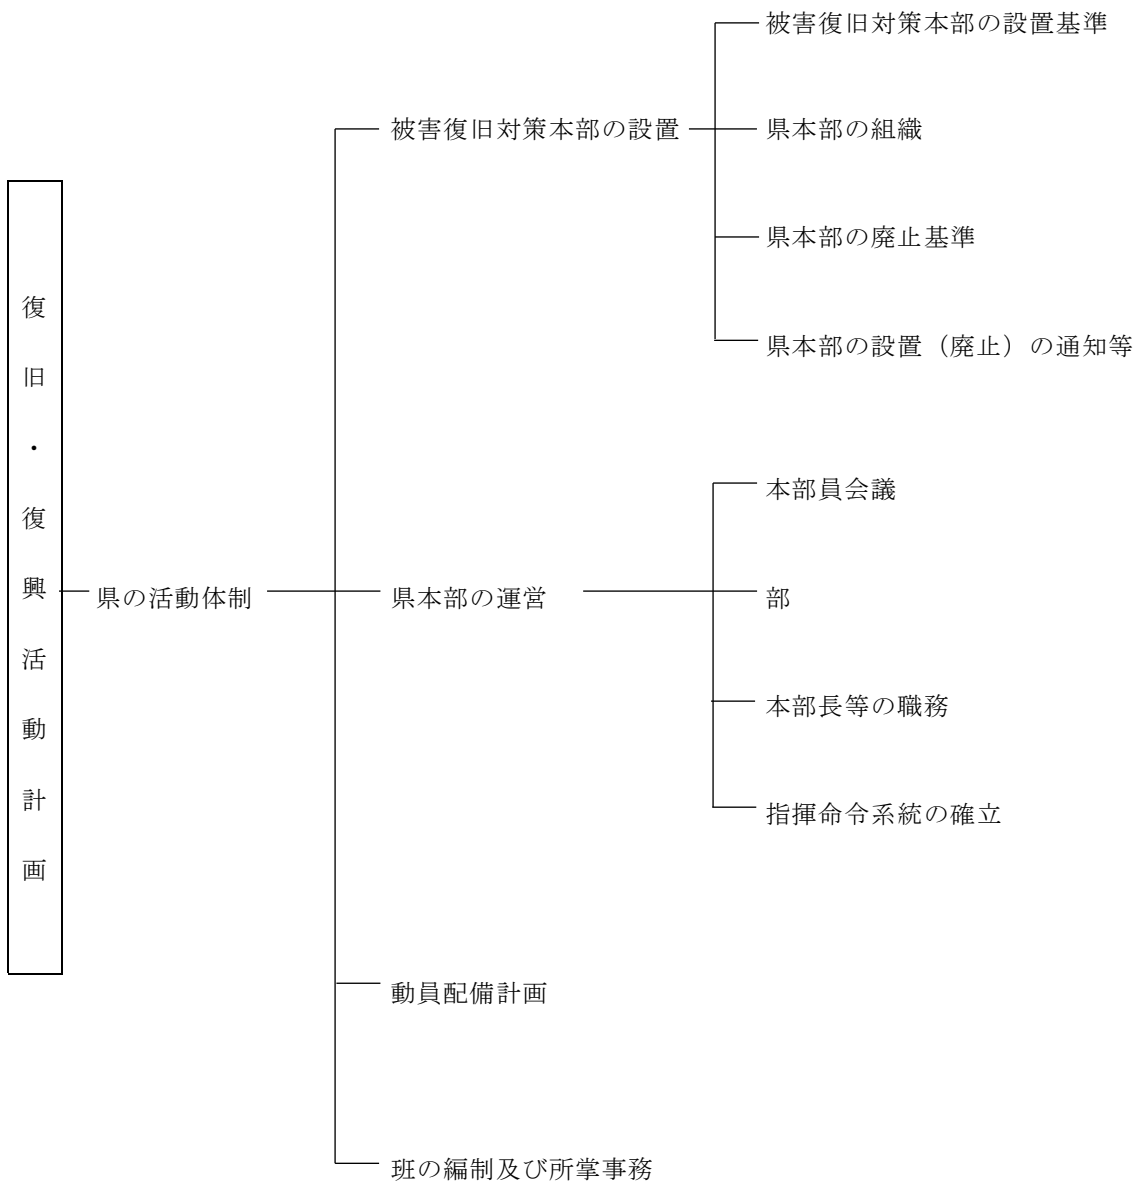 復旧・復興活動計画
県の活動体制
被害復旧対策本部の設置
被害復旧対策本部の設置基準
県本部の組織
県本部の廃止基準
県本部の設置（廃止）の通知等
県本部の運営
本部員会議
部
本部長等の職務
指揮命令系統の確立
動員配備計画
班の編制及び所掌事務